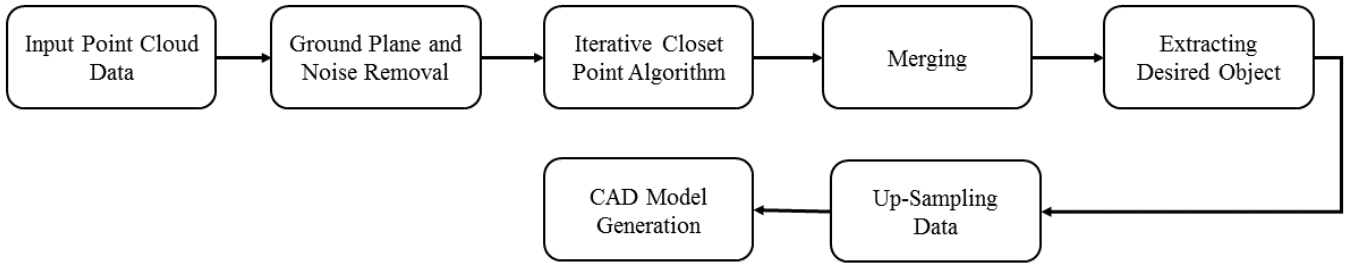 Input Point Cloud
Data
Ground Plane and
Noise Removal
Iterative Closet
Point Algorithm
Merging
Extracting
Desired Object
Up-Sampling
Data
CAD Model
Generation